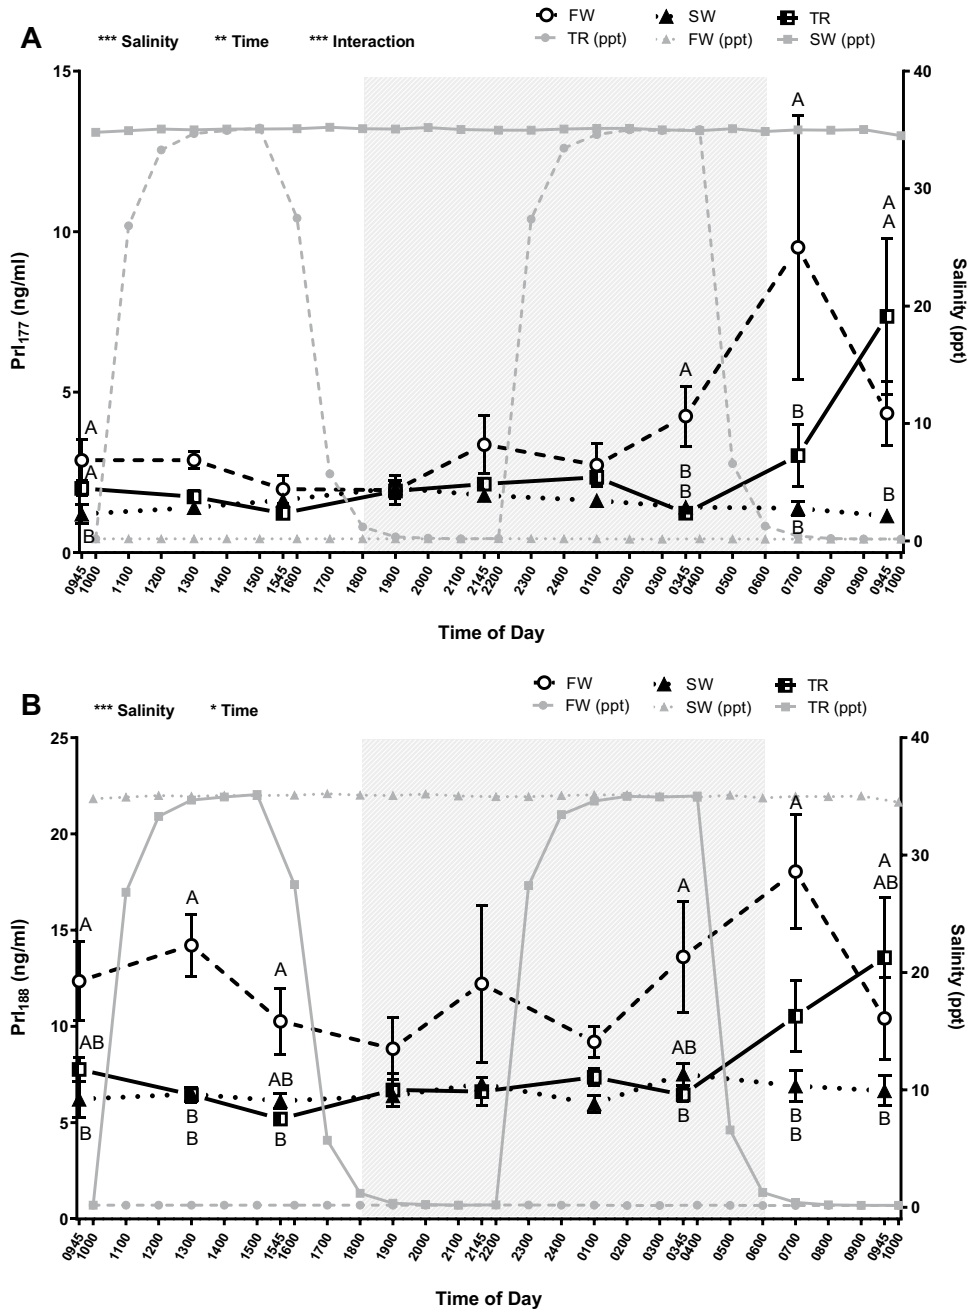 A
*** Salinity ** Time *** Interaction
FW SW TR
TR (ppt) FW (ppt) SW (ppt)
15
10
5
0
Prl177 (ng/ml)
40
30
20
10
0
Salinity (ppt)
A
A
B
A
B
B
A
B
B
A
A
B
0945 1000 1100 1200 1300 1400 1500 1545 1600 1700 1800 1900 2000 2100 2145 2200 2300 2400 0100 0200 0300 0345 0400 0500 0600 0700 0800 0900 0945 1000
Time of Day
B
*** Salinity * Time
FW SW TR
FW (ppt) SW (ppt) TR (ppt)
25
20
15
10
5
0
Prl188 (ng/ml)
40
30
20
10
0
Salinity (ppt)
A
AB
B
A
B
B
A
AB
B
A
AB
B
A
B
B
A
AB
B
0945 1000 1100 1200 1300 1400 1500 1545 1600 1700 1800 1900 2000 2100 2145 2200 2300 2400 0100 0200 0300 0345 0400 0500 0600 0700 0800 0900 0945 1000
Time of Day